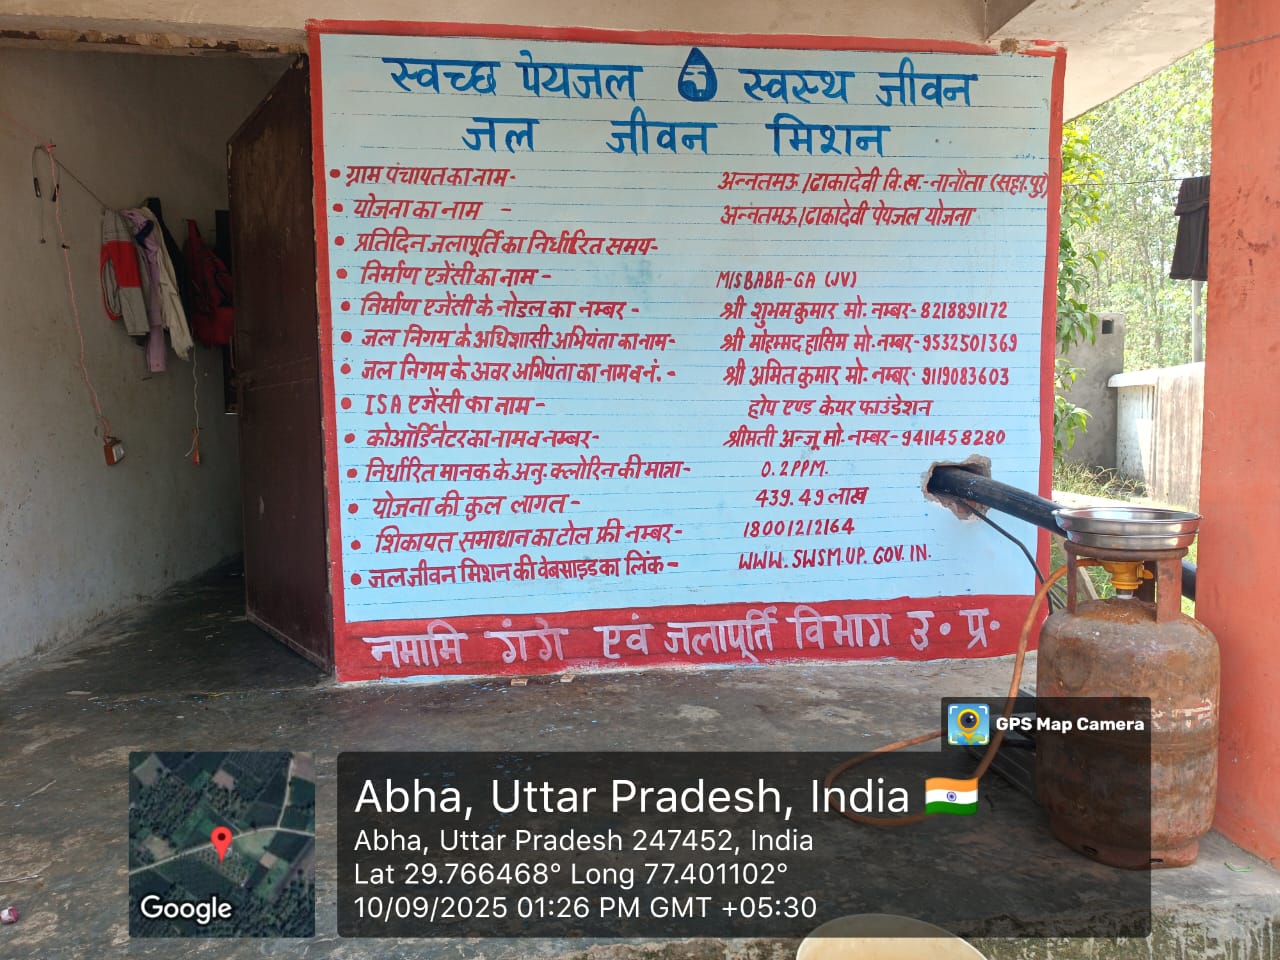 स्वच्छ पेयजल स्वस्थ जीवन
जल जीवन मिशन
• ग्राम पंचायत का नाम- अन्नतमऊ/ढाकादेवी वि.ख.-नानौता (सहा.पुर)
• योजना का नाम - अन्नतमऊ/ढाकादेवी पेयजल योजना
• प्रतिदिन जलापूर्ति का निर्धारित समय-
• निर्माण एजेंसी का नाम - M/SBABA-GA (JV)
• निर्माण एजेंसी के नोडल का नम्बर - श्री शुभम कुमार मो. नम्बर- 8218891172
• जल निगम के अधिशासी अभियंता का नाम- श्री मोहम्मद हासिम मो. नम्बर-9532501369
• जल निगम के अवर अभियंता का नाम व नं. - श्री अमित कुमार मो. नम्बर- 9119083603
• ISA एजेंसी का नाम - होप एण्ड केयर फाउंडेशन
• कोऑर्डिनेटर का नाम व नम्बर- श्रीमती अन्जू मो. नम्बर-9411458280
• निर्धारित मानक के अनु. क्लोरिन की मात्रा- 0.2PPM.
• योजना की कुल लागत - 439.49 लाख
• शिकायत समाधान का टोल फ्री नम्बर- 18001212164
• जल जीवन मिशन की वेबसाइड का लिंक - WWW.SWSM.UP.GOV.IN.
नमामि गंगे एवं जलापूर्ति विभाग उ. प्र.
GPS Map Camera
Abha, Uttar Pradesh, India
Abha, Uttar Pradesh 247452, India
Lat 29.766468° Long 77.401102°
10/09/2025 01:26 PM GMT +05:30
Google